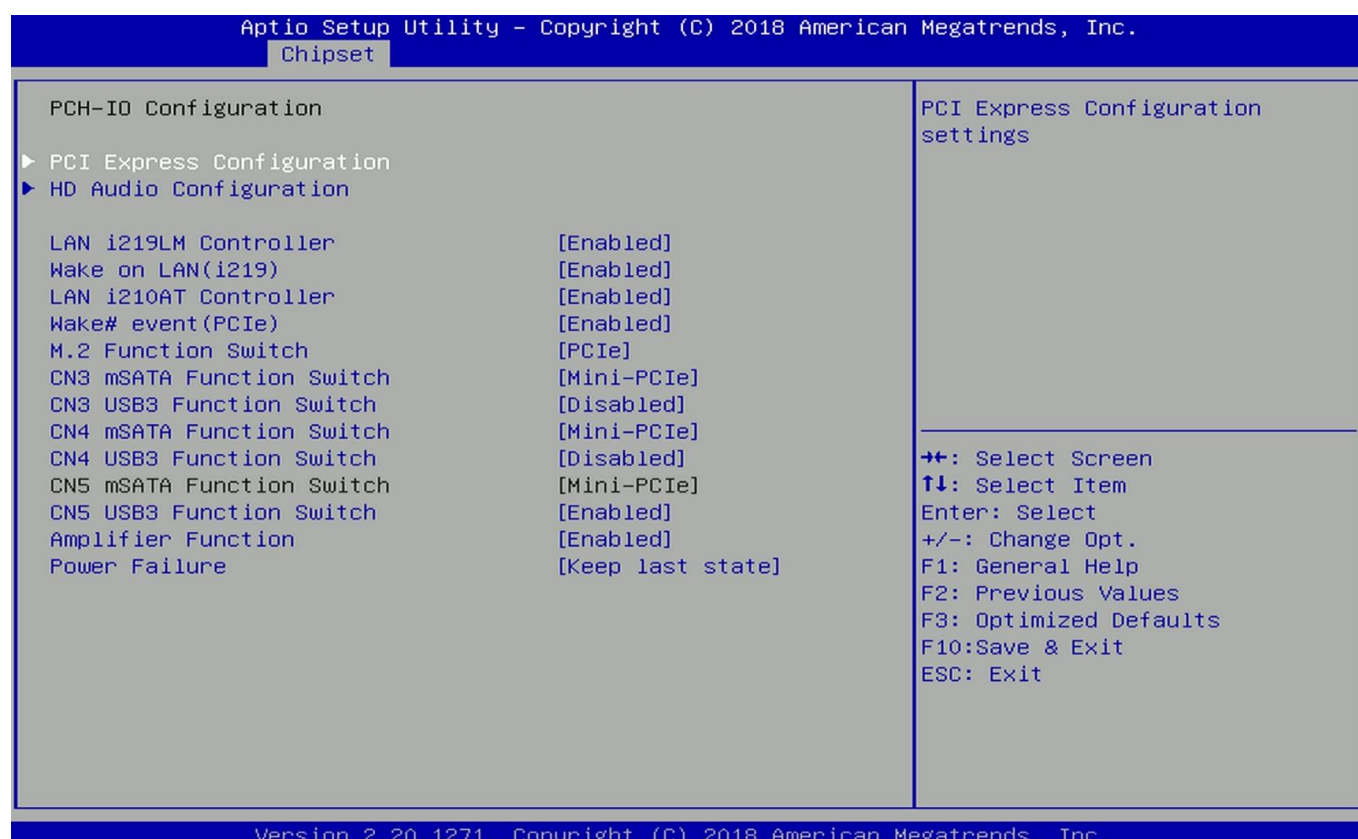 Aptio Setup Utility – Copyright (C) 2018 American Megatrends, Inc.
Chipset
PCH-IO Configuration
▶ PCI Express Configuration
▶ HD Audio Configuration
LAN i219LM Controller [Enabled]
Wake on LAN(i219) [Enabled]
LAN i210AT Controller [Enabled]
Wake# event(PCIe) [Enabled]
M.2 Function Switch [PCIe]
CN3 mSATA Function Switch [Mini-PCIe]
CN3 USB3 Function Switch [Disabled]
CN4 mSATA Function Switch [Mini-PCIe]
CN4 USB3 Function Switch [Disabled]
CN5 mSATA Function Switch [Mini-PCIe]
CN5 USB3 Function Switch [Enabled]
Amplifier Function [Enabled]
Power Failure [Keep last state]
PCI Express Configuration
settings
→←: Select Screen
↑↓: Select Item
Enter: Select
+/-: Change Opt.
F1: General Help
F2: Previous Values
F3: Optimized Defaults
F10:Save & Exit
ESC: Exit
Version 2.20.1271. Copyright (C) 2018 American Megatrends, Inc.